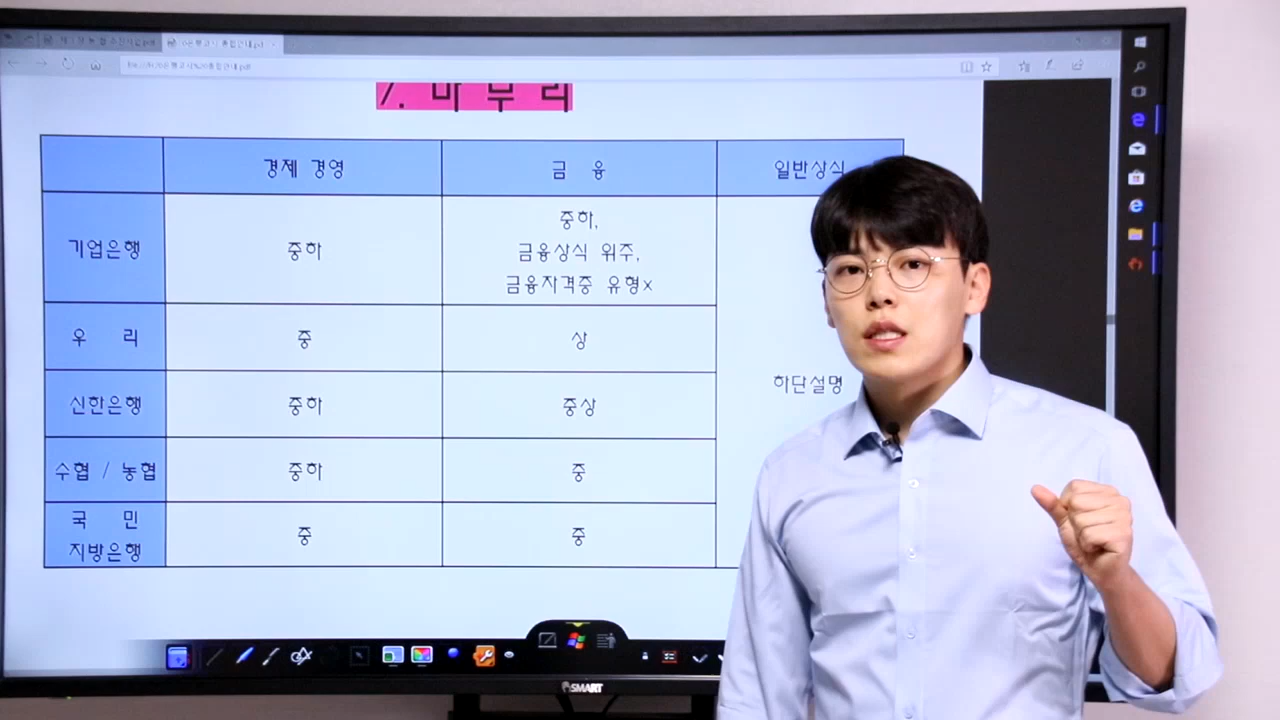 7. 마 무 리
경제 경영
금 융
일반상식
기업은행
중하
중하,
금융상식 위주,
금융자격증 유형x
우 리
중
상
하단설명
신한은행
중하
중상
수협 / 농협
중하
중
국 민
지방은행
중
중
SMART